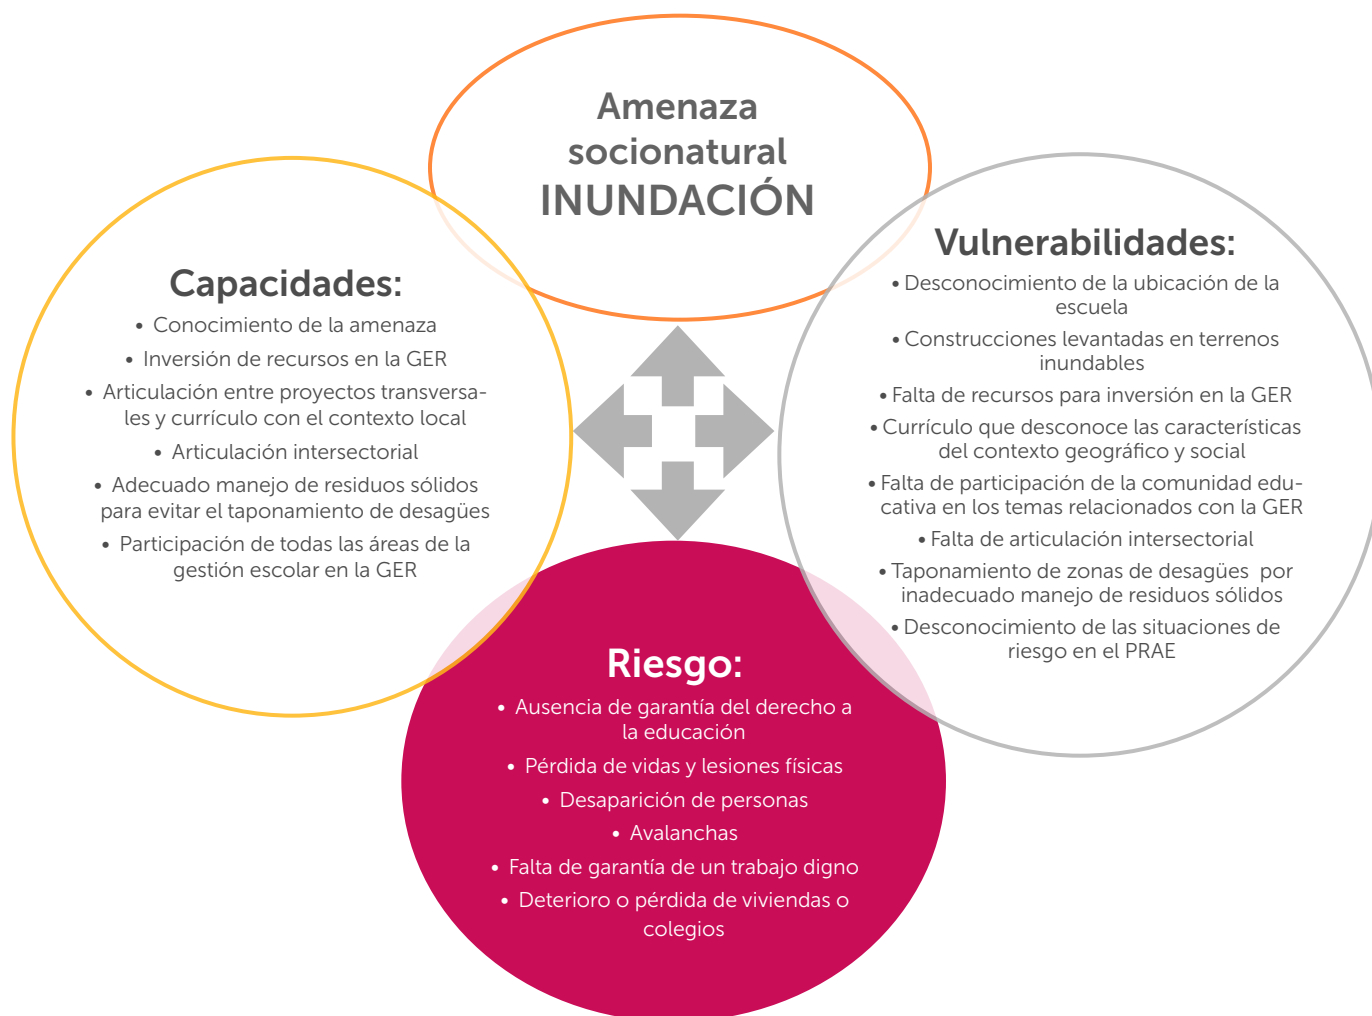 Amenaza
socionatural
INUNDACIÓN
Capacidades:
• Conocimiento de la amenaza
• Inversión de recursos en la GER
• Articulación entre proyectos transversa-
les y currículo con el contexto local
• Articulación intersectorial
• Adecuado manejo de residuos sólidos
para evitar el taponamiento de desagües
• Participación de todas las áreas de la
gestión escolar en la GER
Vulnerabilidades:
• Desconocimiento de la ubicación de la
escuela
• Construcciones levantadas en terrenos
inundables
• Falta de recursos para inversión en la GER
• Currículo que desconoce las características
del contexto geográfico y social
• Falta de participación de la comunidad edu-
cativa en los temas relacionados con la GER
• Falta de articulación intersectorial
• Taponamiento de zonas de desagües por
inadecuado manejo de residuos sólidos
• Desconocimiento de las situaciones de
riesgo en el PRAE
Riesgo:
• Ausencia de garantía del derecho a
la educación
• Pérdida de vidas y lesiones físicas
• Desaparición de personas
• Avalanchas
• Falta de garantía de un trabajo digno
• Deterioro o pérdida de viviendas o
colegios